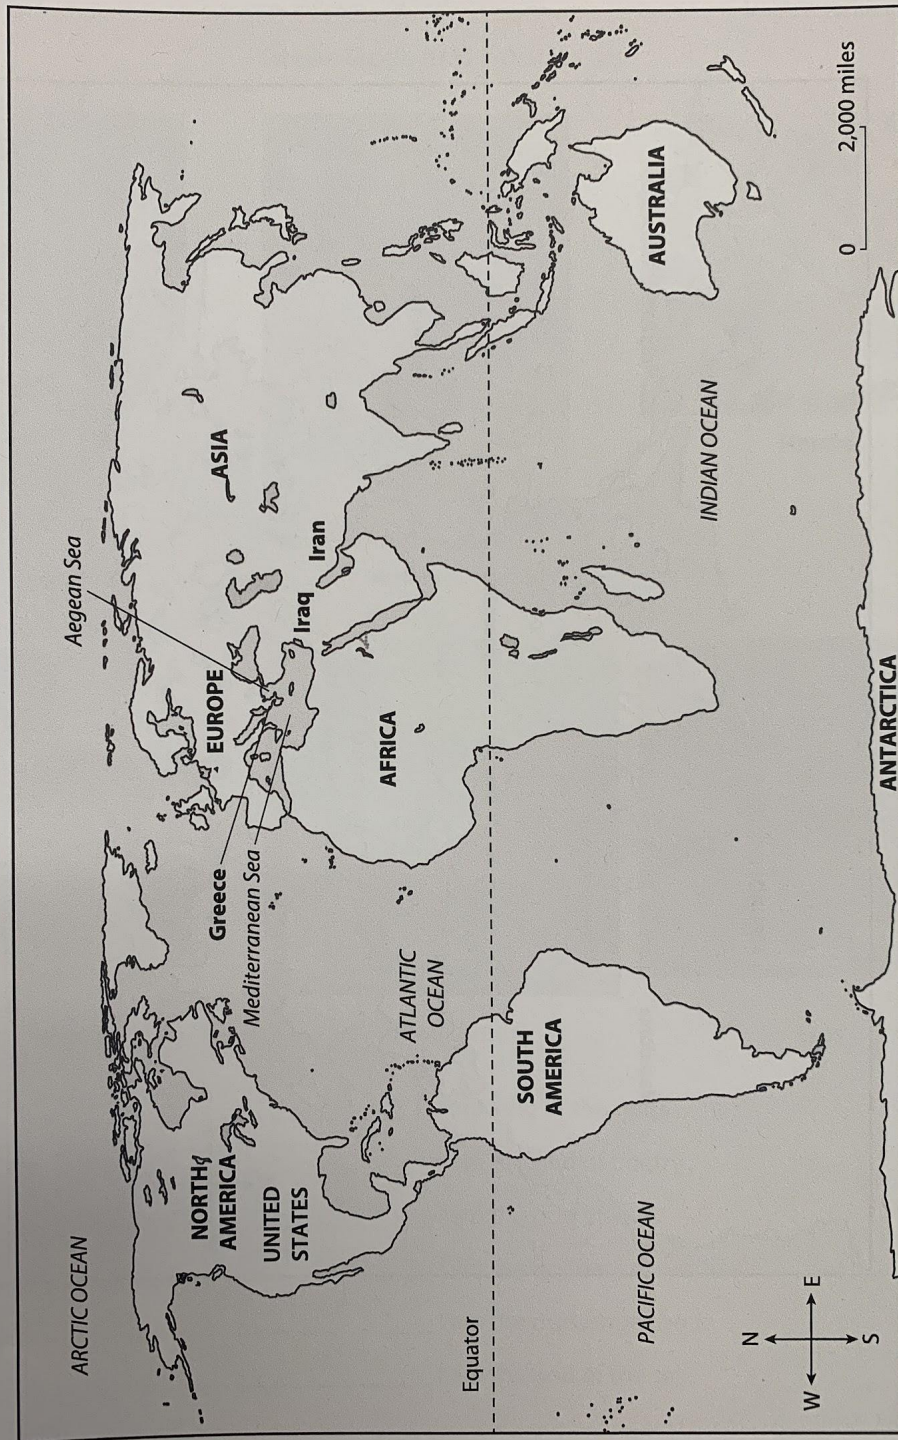 ARCTIC OCEAN
Aegean Sea
NORTH
AMERICA
UNITED
STATES
Greece
Mediterranean Sea
EUROPE
ASIA
Iraq
Iran
ATLANTIC
OCEAN
AFRICA
Equator
SOUTH
AMERICA
PACIFIC OCEAN
INDIAN OCEAN
AUSTRALIA
N
W
E
S
0
2,000 miles
ANTARCTICA